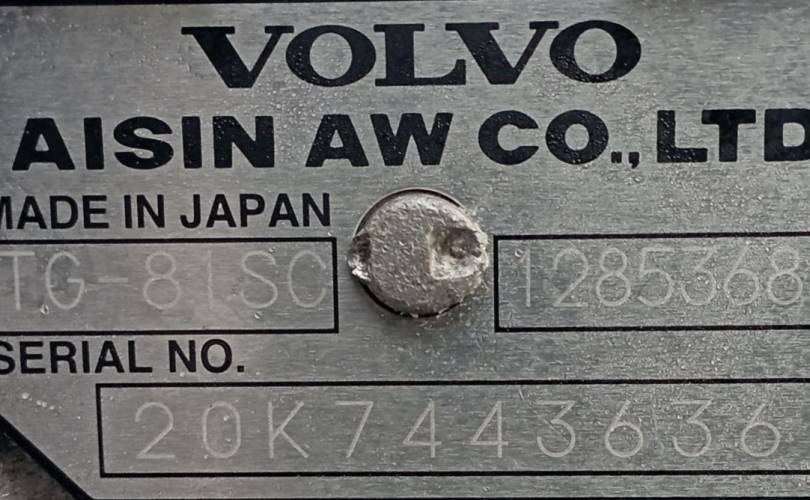 VOLVO
AISIN AW CO., LTD
MADE IN JAPAN
TG-81SC 1285368
SERIAL NO.
20K7443636